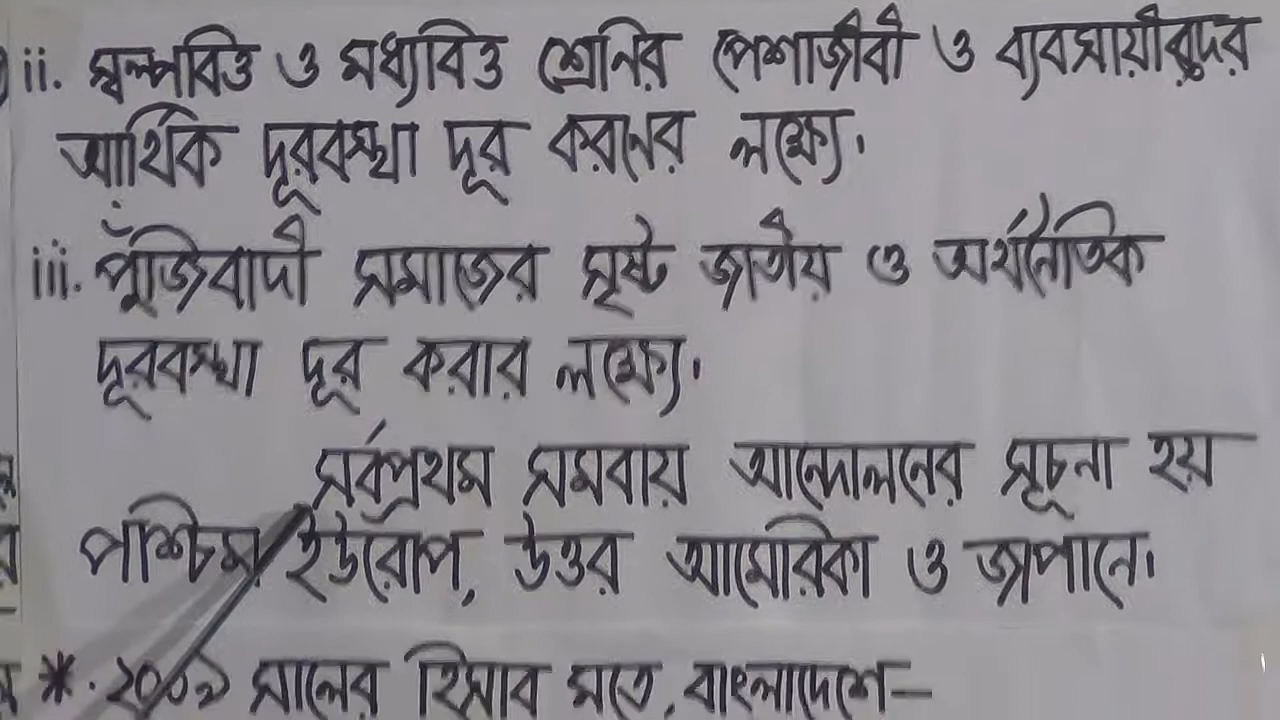 ii. স্বল্পবিত্ত ও মধ্যবিত্ত শ্রেনির পেশাজীবী ও ব্যবসায়ীবৃন্দের
আর্থিক দূরবস্থা দূর করনের লক্ষ্যে।
iii. পুঁজিবাদী সমাজের সৃষ্ট জাতীয় ও অর্থনৈতিক
দূরবস্থা দূর করার লক্ষ্যে।
সর্বপ্রথম সমবায় আন্দোলনের সূচনা হয়
পশ্চিম ইউরোপ, উত্তর আমেরিকা ও জাপানে।
* ২০০৯ সালের হিসাব মতে, বাংলাদেশে—